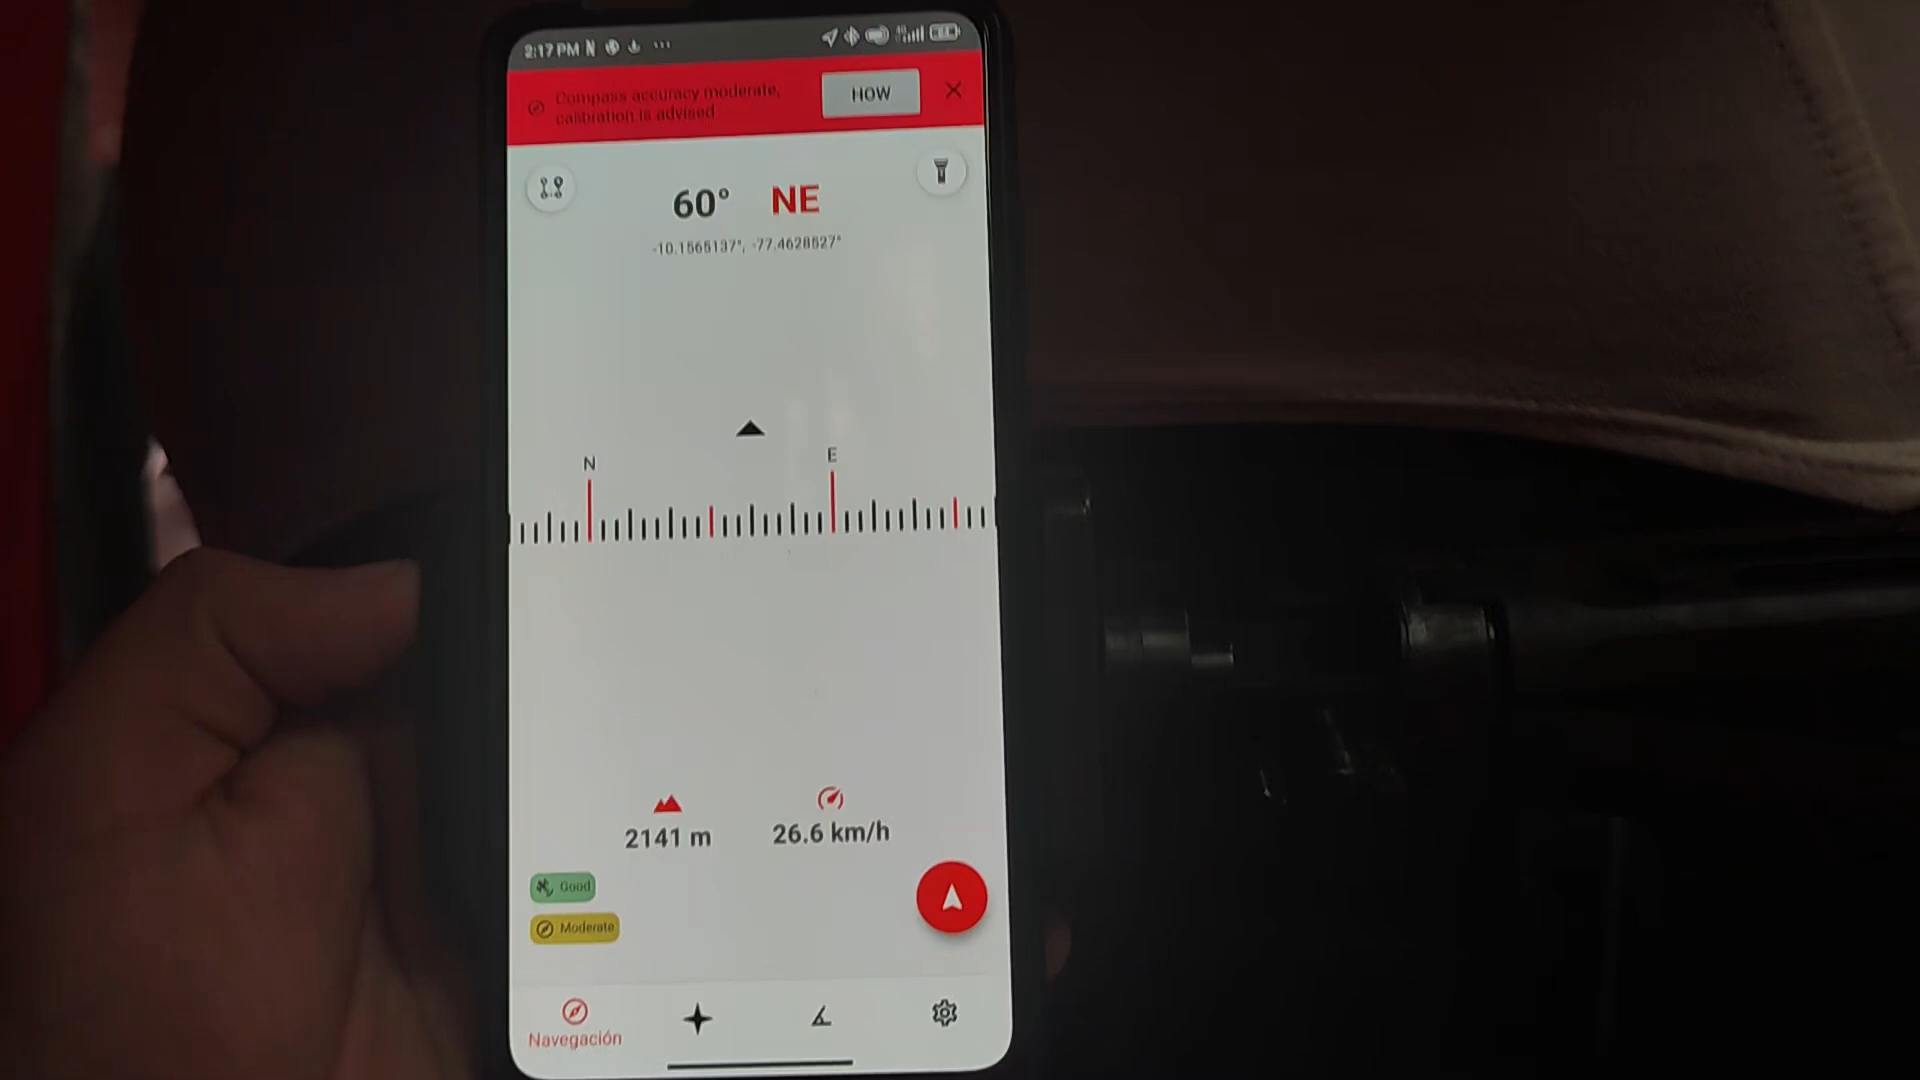 2:17 PM
Compass accuracy moderate,
calibration is advised
HOW
60° NE
-10.1565137°, -77.4628527°
N
E
2141 m
26.6 km/h
Good
Moderate
Navegación